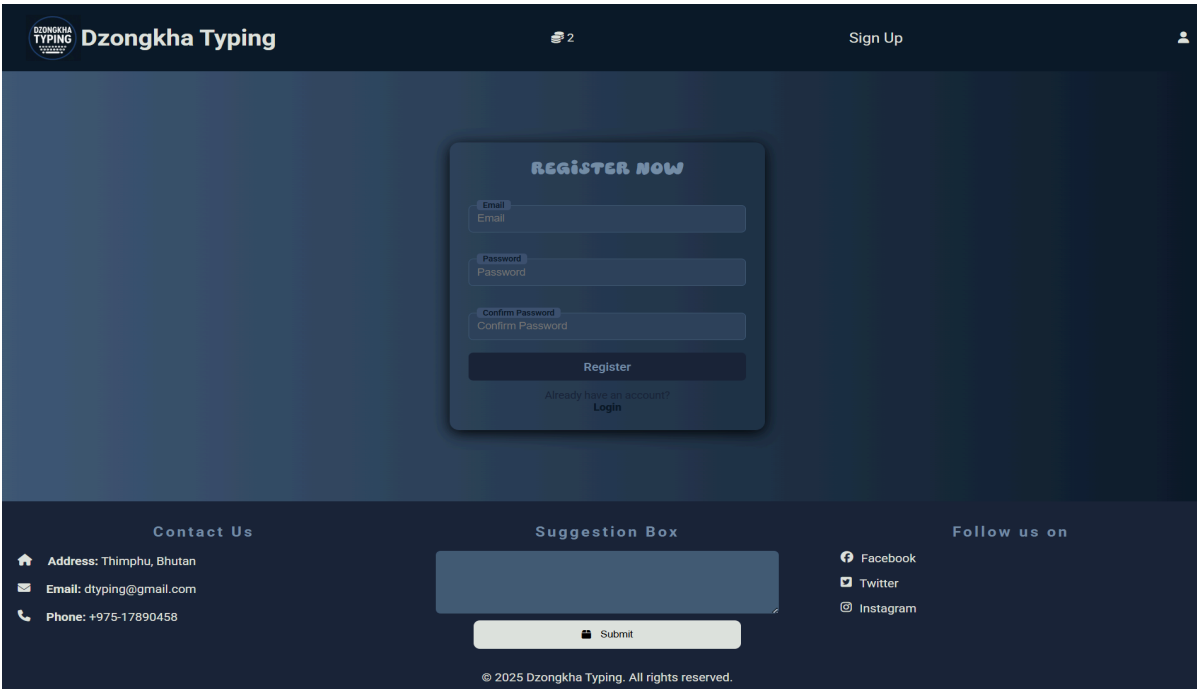 DZONGKHA
TYPING
Dzongkha Typing
2
Sign Up
REGiSTER NOW
Email
Email
Password
Password
Confirm Password
Confirm Password
Register
Already have an account?
Login
Contact Us
Address: Thimphu, Bhutan
Email: dtyping@gmail.com
Phone: +975-17890458
Suggestion Box
Submit
Follow us on
Facebook
Twitter
Instagram
© 2025 Dzongkha Typing. All rights reserved.